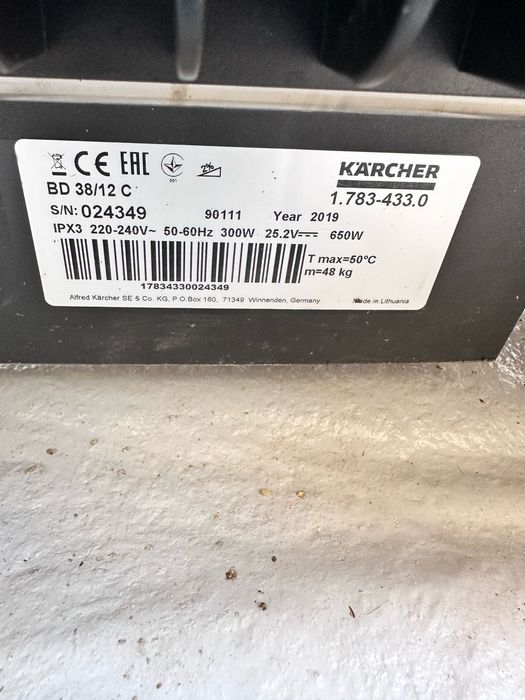 CE EAC 001 2% KÄRCHER
BD 38/12 C 1.783-433.0
S/N: 024349 90111 Year 2019
IPX3 220-240V~ 50-60Hz 300W 25.2V⎓ 650W
T max=50°C
m=48 kg
17834330024349
Alfred Kärcher SE & Co. KG, P.O.Box 160, 71349 Winnenden, Germany Made in Lithuania